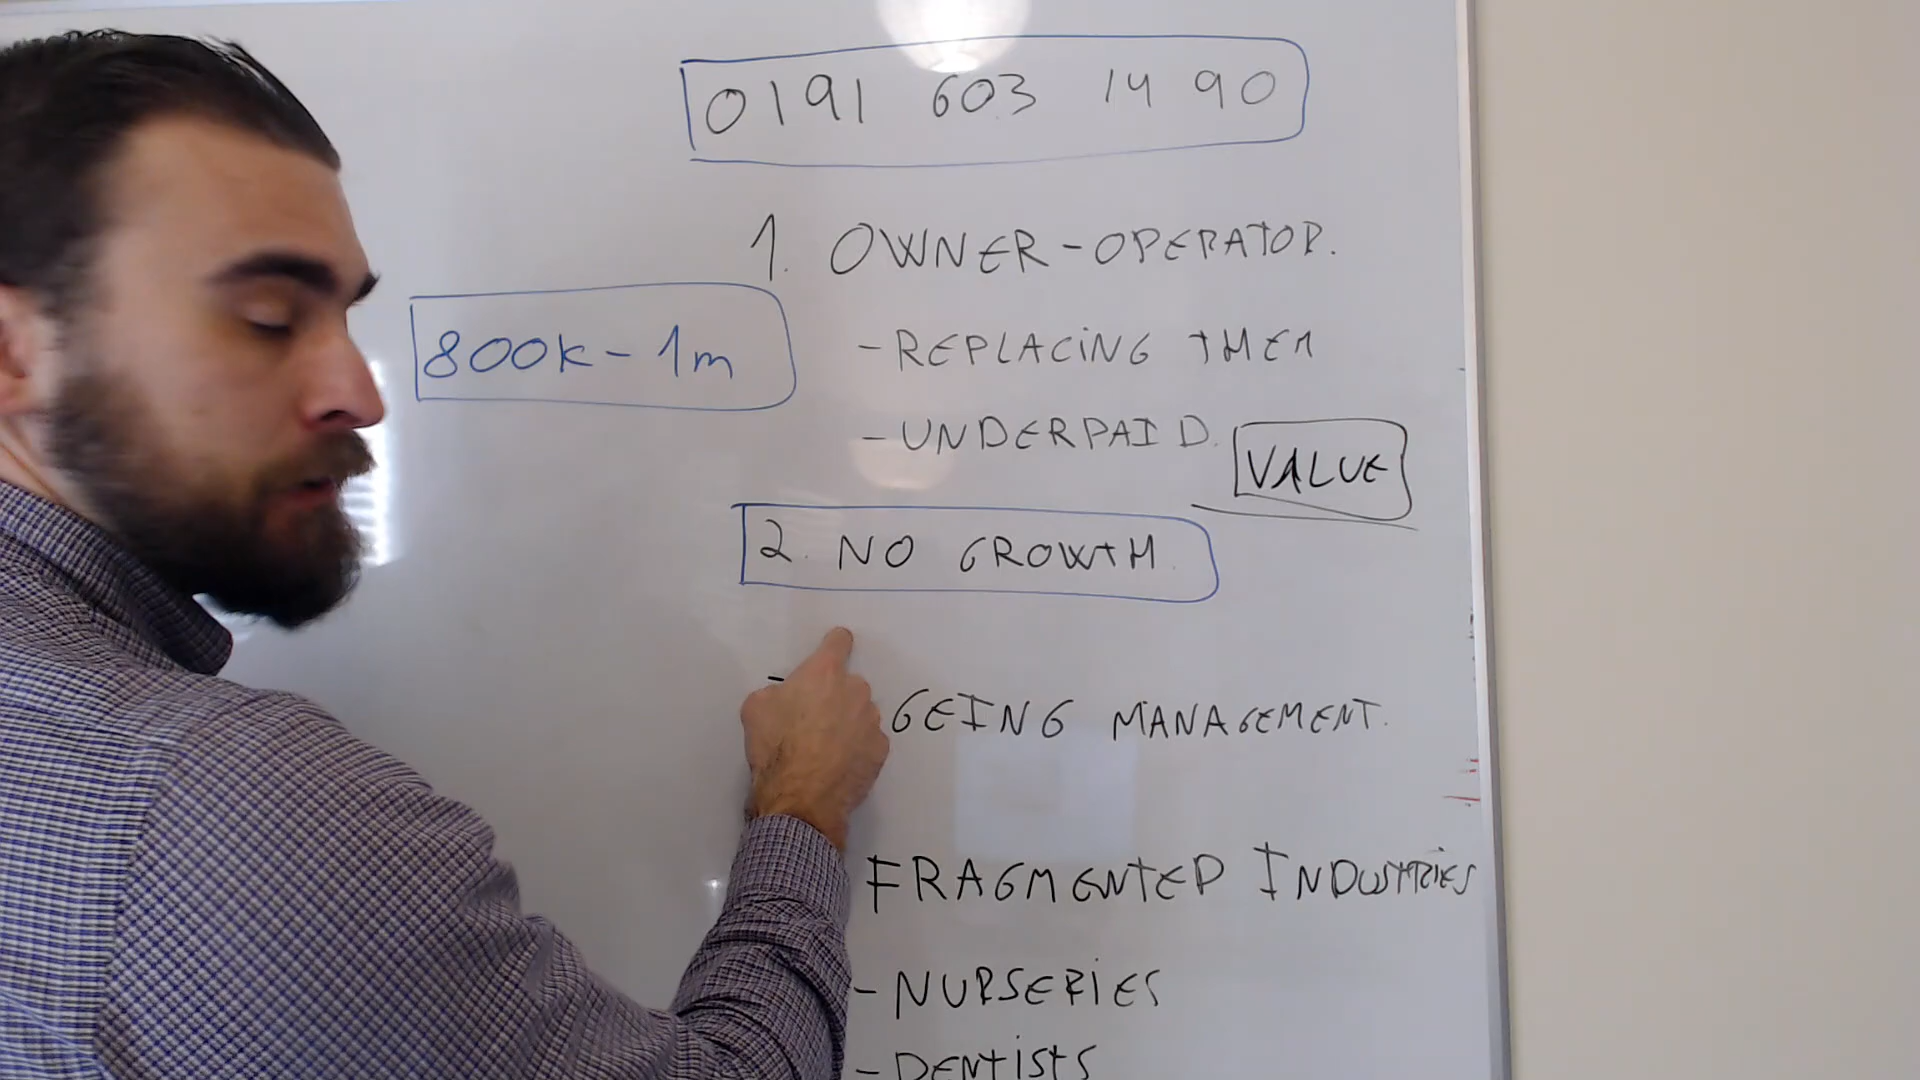 0191 603 14 90
1. OWNER-OPERATOR.
800k - 1m
- REPLACING THEM
- UNDERPAID.
VALUE
2. NO GROWTH.
GEING MANAGEMENT.
FRAGMENTED INDUSTRIES
- NURSERIES
- DENTISTS